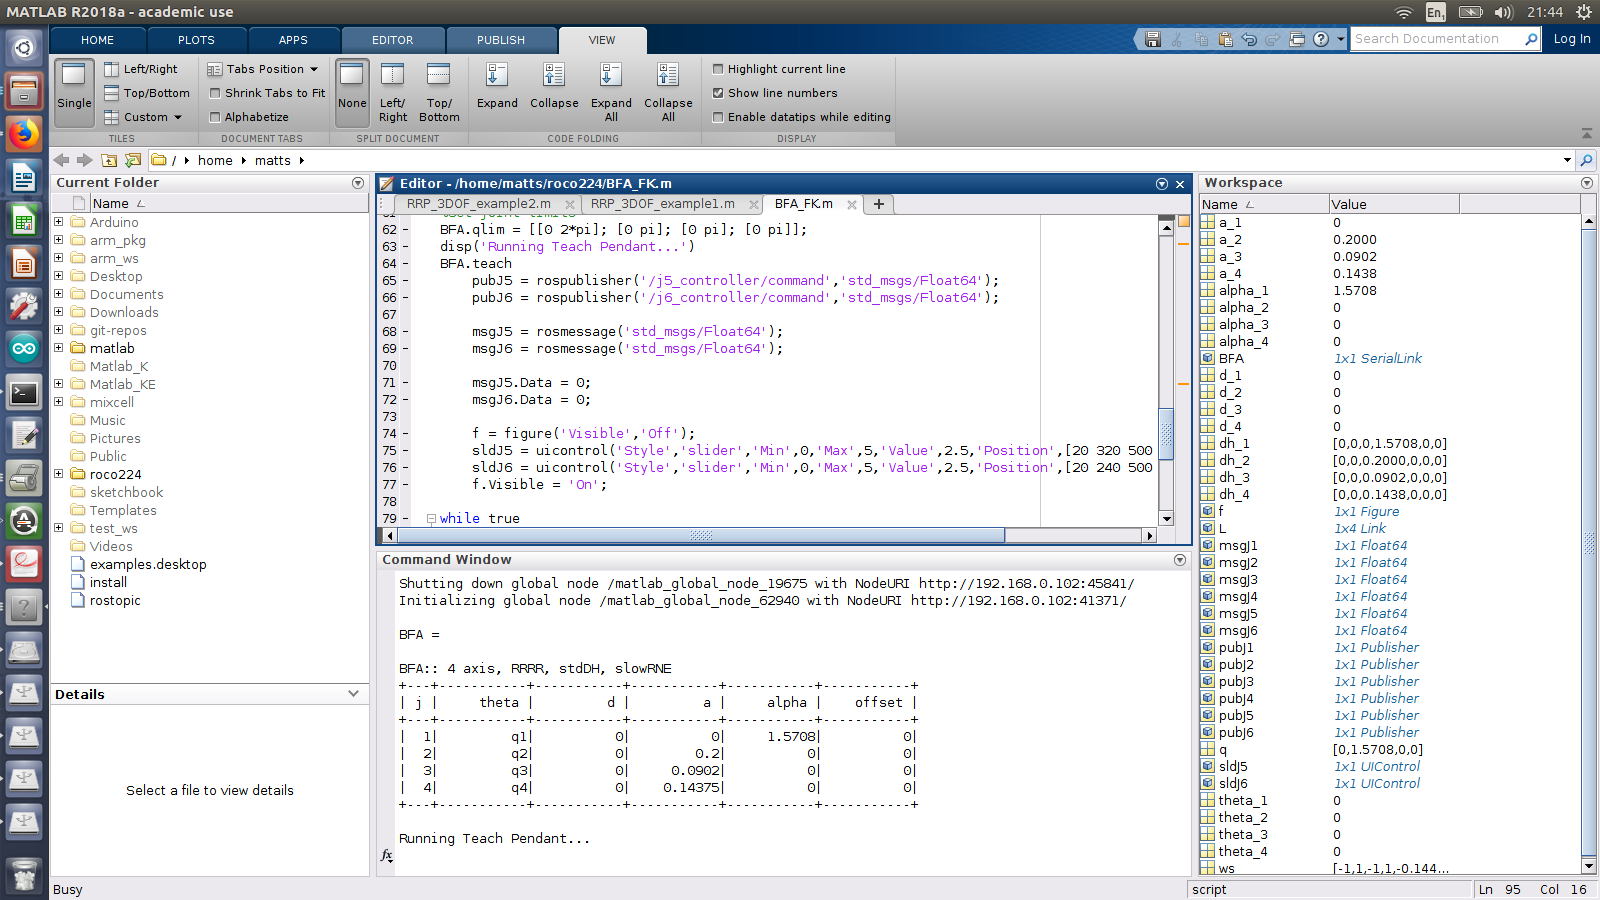 MATLAB R2018a - academic use
En1
21:44
HOME PLOTS APPS EDITOR PUBLISH VIEW
Search Documentation
Log In
Single
Left/Right
Top/Bottom
Custom
TILES
Tabs Position
Shrink Tabs to Fit
Alphabetize
DOCUMENT TABS
None
Left/Right
Top/Bottom
SPLIT DOCUMENT
Expand
Collapse
Expand All
Collapse All
CODE FOLDING
Highlight current line
Show line numbers
Enable datatips while editing
DISPLAY
/ home matts
Current Folder
Name
Arduino
arm_pkg
arm_ws
Desktop
Documents
Downloads
git-repos
matlab
Matlab_K
Matlab_KE
mixcell
Music
Pictures
Public
roco224
sketchbook
Templates
test_ws
Videos
examples.desktop
install
rostopic
Details
Select a file to view details
Editor - /home/matts/roco224/BFA_FK.m
RRP_3DOF_example2.m RRP_3DOF_example1.m BFA_FK.m
62 - BFA.qlim = [[0 2*pi]; [0 pi]; [0 pi]; [0 pi]];
63 - disp('Running Teach Pendant...')
64 - BFA.teach
65 - pubJ5 = rospublisher('/j5_controller/command','std_msgs/Float64');
66 - pubJ6 = rospublisher('/j6_controller/command','std_msgs/Float64');
67
68 - msgJ5 = rosmessage('std_msgs/Float64');
69 - msgJ6 = rosmessage('std_msgs/Float64');
70
71 - msgJ5.Data = 0;
72 - msgJ6.Data = 0;
73
74 - f = figure('Visible','Off');
75 - sldJ5 = uicontrol('Style','slider','Min',0,'Max',5,'Value',2.5,'Position',[20 320 500
76 - sldJ6 = uicontrol('Style','slider','Min',0,'Max',5,'Value',2.5,'Position',[20 240 500
77 - f.Visible = 'On';
78
79 - while true
Command Window
Shutting down global node /matlab_global_node_19675 with NodeURI http://192.168.0.102:45841/
Initializing global node /matlab_global_node_62940 with NodeURI http://192.168.0.102:41371/
BFA =
BFA:: 4 axis, RRRR, stdDH, slowRNE
+---+-----------+-----------+-----------+-----------+-----------+
| j | theta | d | a | alpha | offset |
+---+-----------+-----------+-----------+-----------+-----------+
| 1| q1| 0| 0| 1.5708| 0|
| 2| q2| 0| 0.2| 0| 0|
| 3| q3| 0| 0.0902| 0| 0|
| 4| q4| 0| 0.14375| 0| 0|
+---+-----------+-----------+-----------+-----------+-----------+
Running Teach Pendant...
fx
Workspace
Name Value
a_1 0
a_2 0.2000
a_3 0.0902
a_4 0.1438
alpha_1 1.5708
alpha_2 0
alpha_3 0
alpha_4 0
BFA 1x1 SerialLink
d_1 0
d_2 0
d_3 0
d_4 0
dh_1 [0,0,0,1.5708,0,0]
dh_2 [0,0,0.2000,0,0,0]
dh_3 [0,0,0.0902,0,0,0]
dh_4 [0,0,0.1438,0,0,0]
f 1x1 Figure
L 1x4 Link
msgJ1 1x1 Float64
msgJ2 1x1 Float64
msgJ3 1x1 Float64
msgJ4 1x1 Float64
msgJ5 1x1 Float64
msgJ6 1x1 Float64
pubJ1 1x1 Publisher
pubJ2 1x1 Publisher
pubJ3 1x1 Publisher
pubJ4 1x1 Publisher
pubJ5 1x1 Publisher
pubJ6 1x1 Publisher
q [0,1.5708,0,0]
sldJ5 1x1 UIControl
sldJ6 1x1 UIControl
theta_1 0
theta_2 0
theta_3 0
theta_4 0
ws [-1,1,-1,1,-0.144...
Busy
script
Ln 95 Col 16